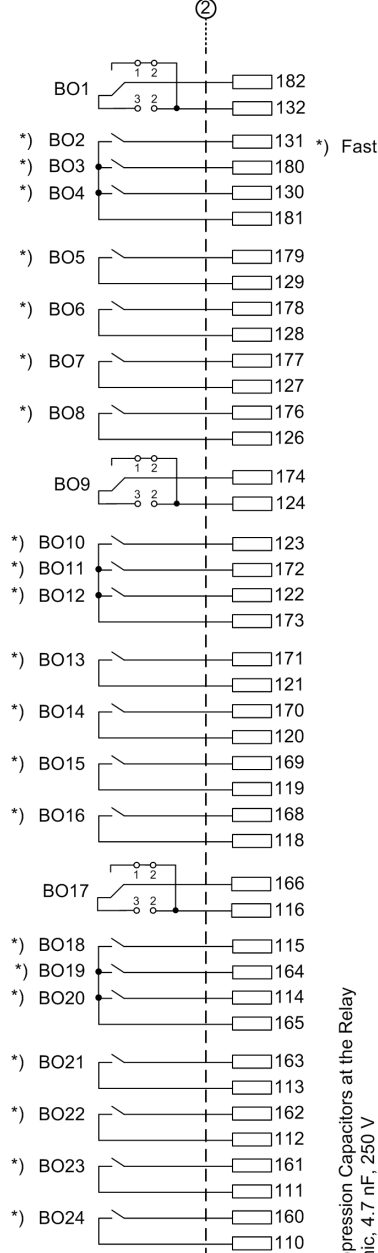 2
1 2
BO1 182
3 2 132
*) BO2 131 *) Fast
*) BO3 180
*) BO4 130
181
*) BO5 179
129
*) BO6 178
128
*) BO7 177
127
*) BO8 176
126
1 2
BO9 174
3 2 124
*) BO10 123
*) BO11 172
*) BO12 122
173
*) BO13 171
121
*) BO14 170
120
*) BO15 169
119
*) BO16 168
118
1 2
BO17 166
3 2 116
*) BO18 115
*) BO19 164
*) BO20 114
165
*) BO21 163
113
*) BO22 162
112
*) BO23 161
111
*) BO24 160
110
pression Capacitors at the Relay
nic, 4.7 nF, 250 V